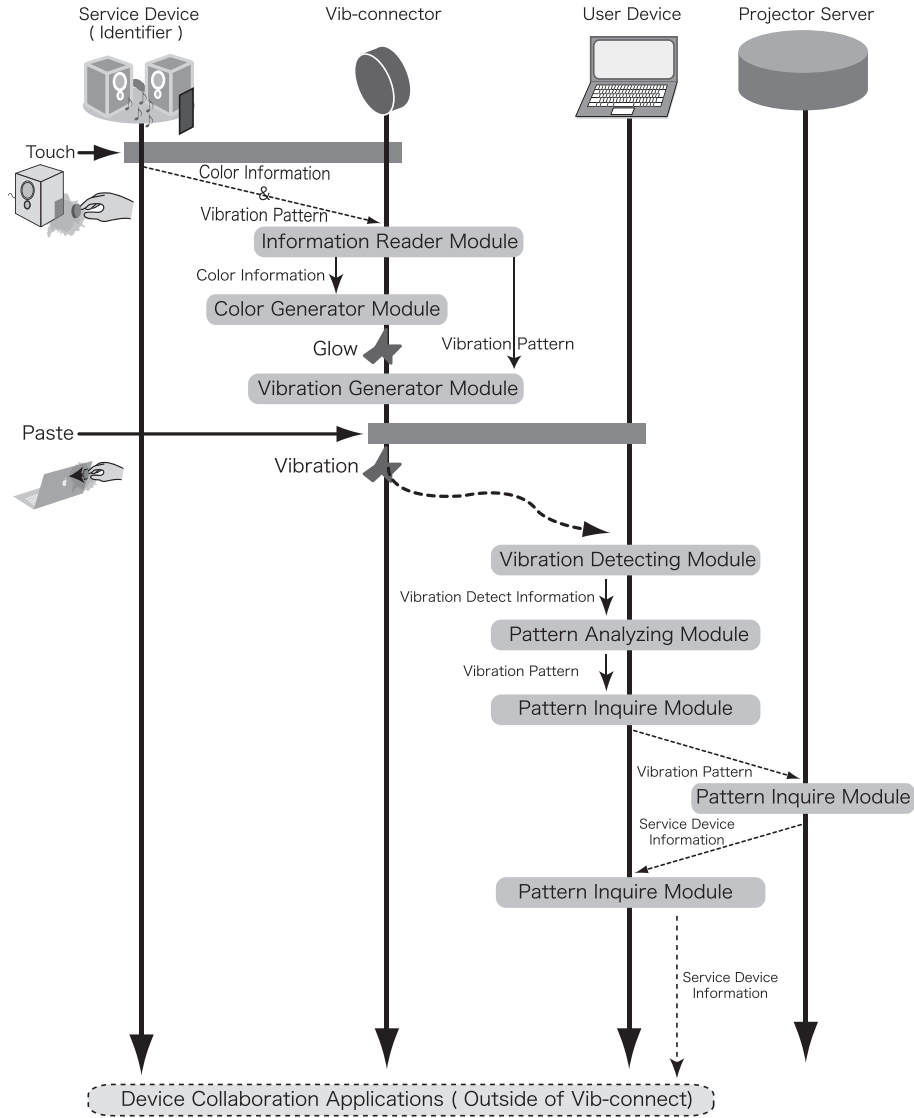 Service Device
( Identifier )
Vib-connector
User Device
Projector Server
Touch
Color Information
&
Vibration Pattern
Information Reader Module
Color Information
Color Generator Module
Glow
Vibration Pattern
Vibration Generator Module
Paste
Vibration
Vibration Detecting Module
Vibration Detect Information
Pattern Analyzing Module
Vibration Pattern
Pattern Inquire Module
Vibration Pattern
Pattern Inquire Module
Service Device
Information
Pattern Inquire Module
Service Device
Information
Device Collaboration Applications ( Outside of Vib-connect)